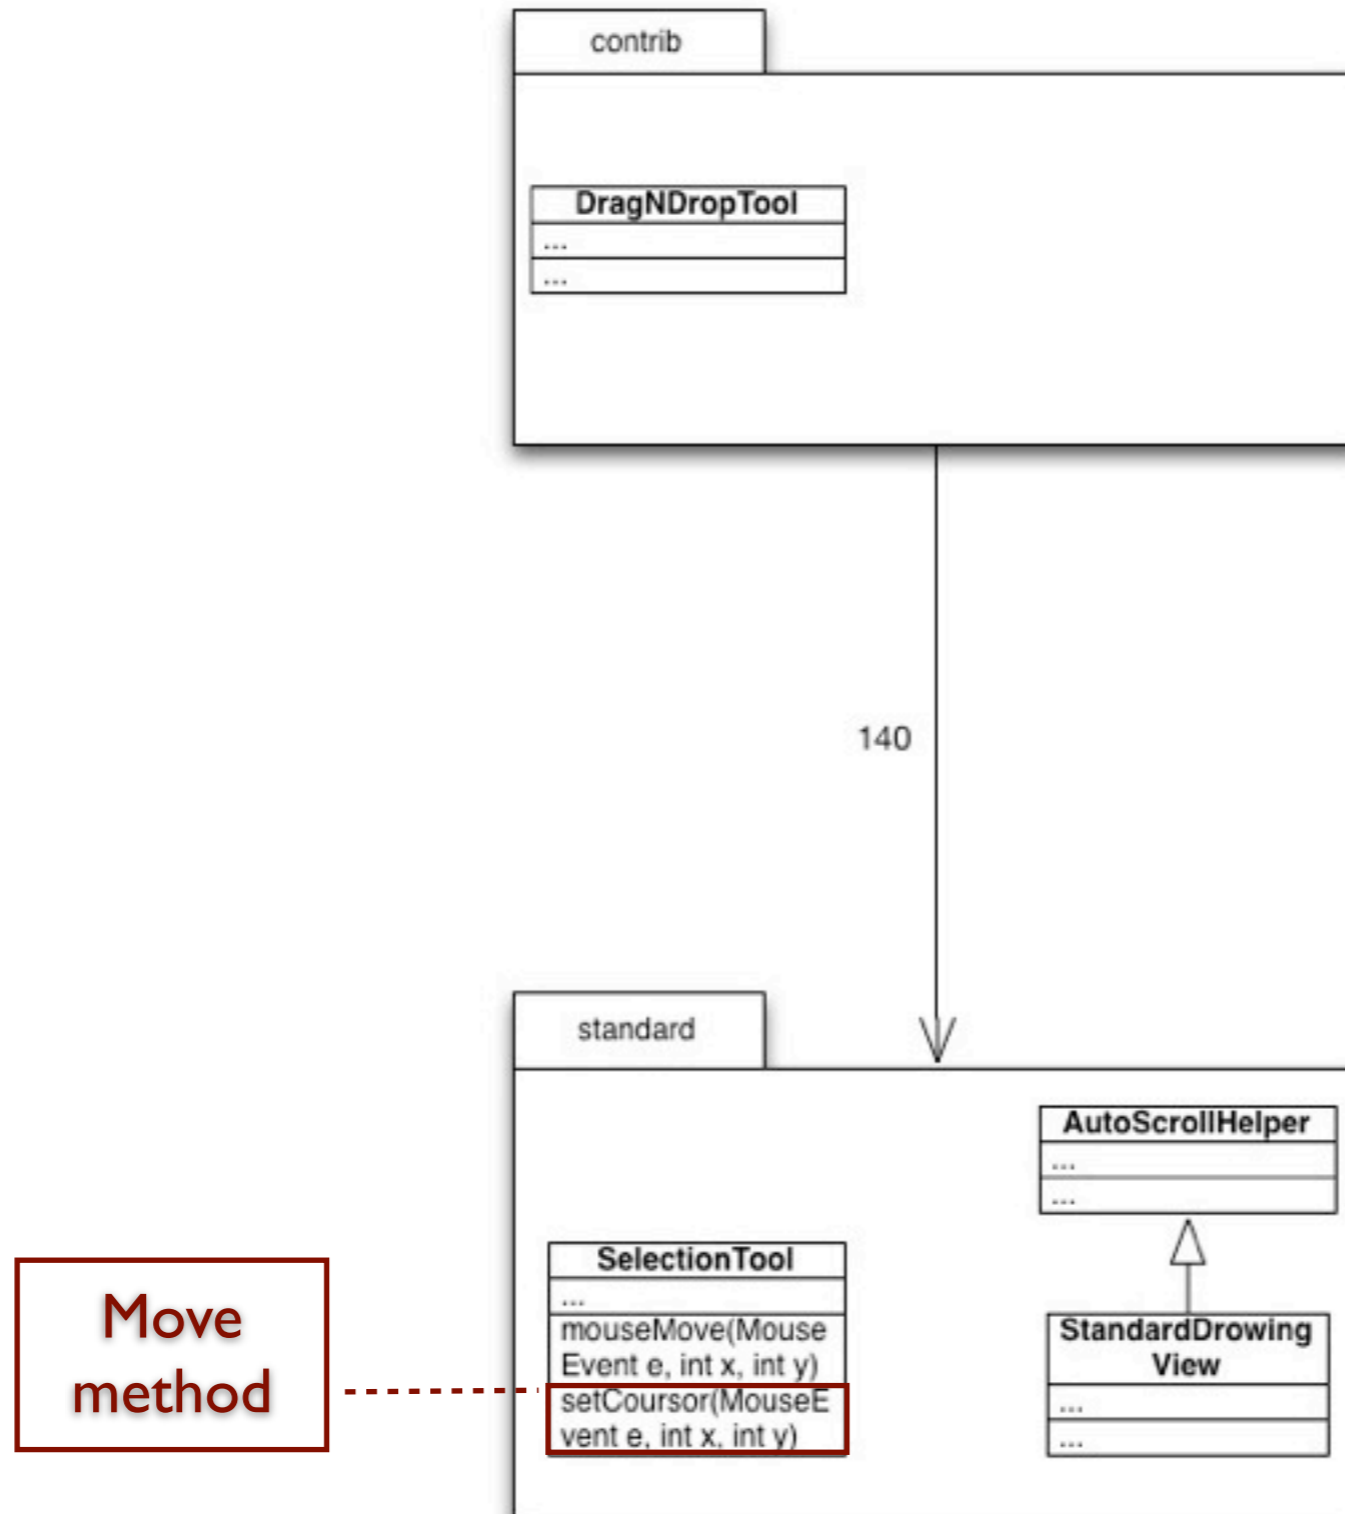 contrib
DragNDropTool
...
...
140
standard
AutoScrollHelper
...
...
SelectionTool
...
mouseMove(Mouse
Event e, int x, int y)
setCoursor(MouseE
vent e, int x, int y)
StandardDrowing
View
...
...
Move
method